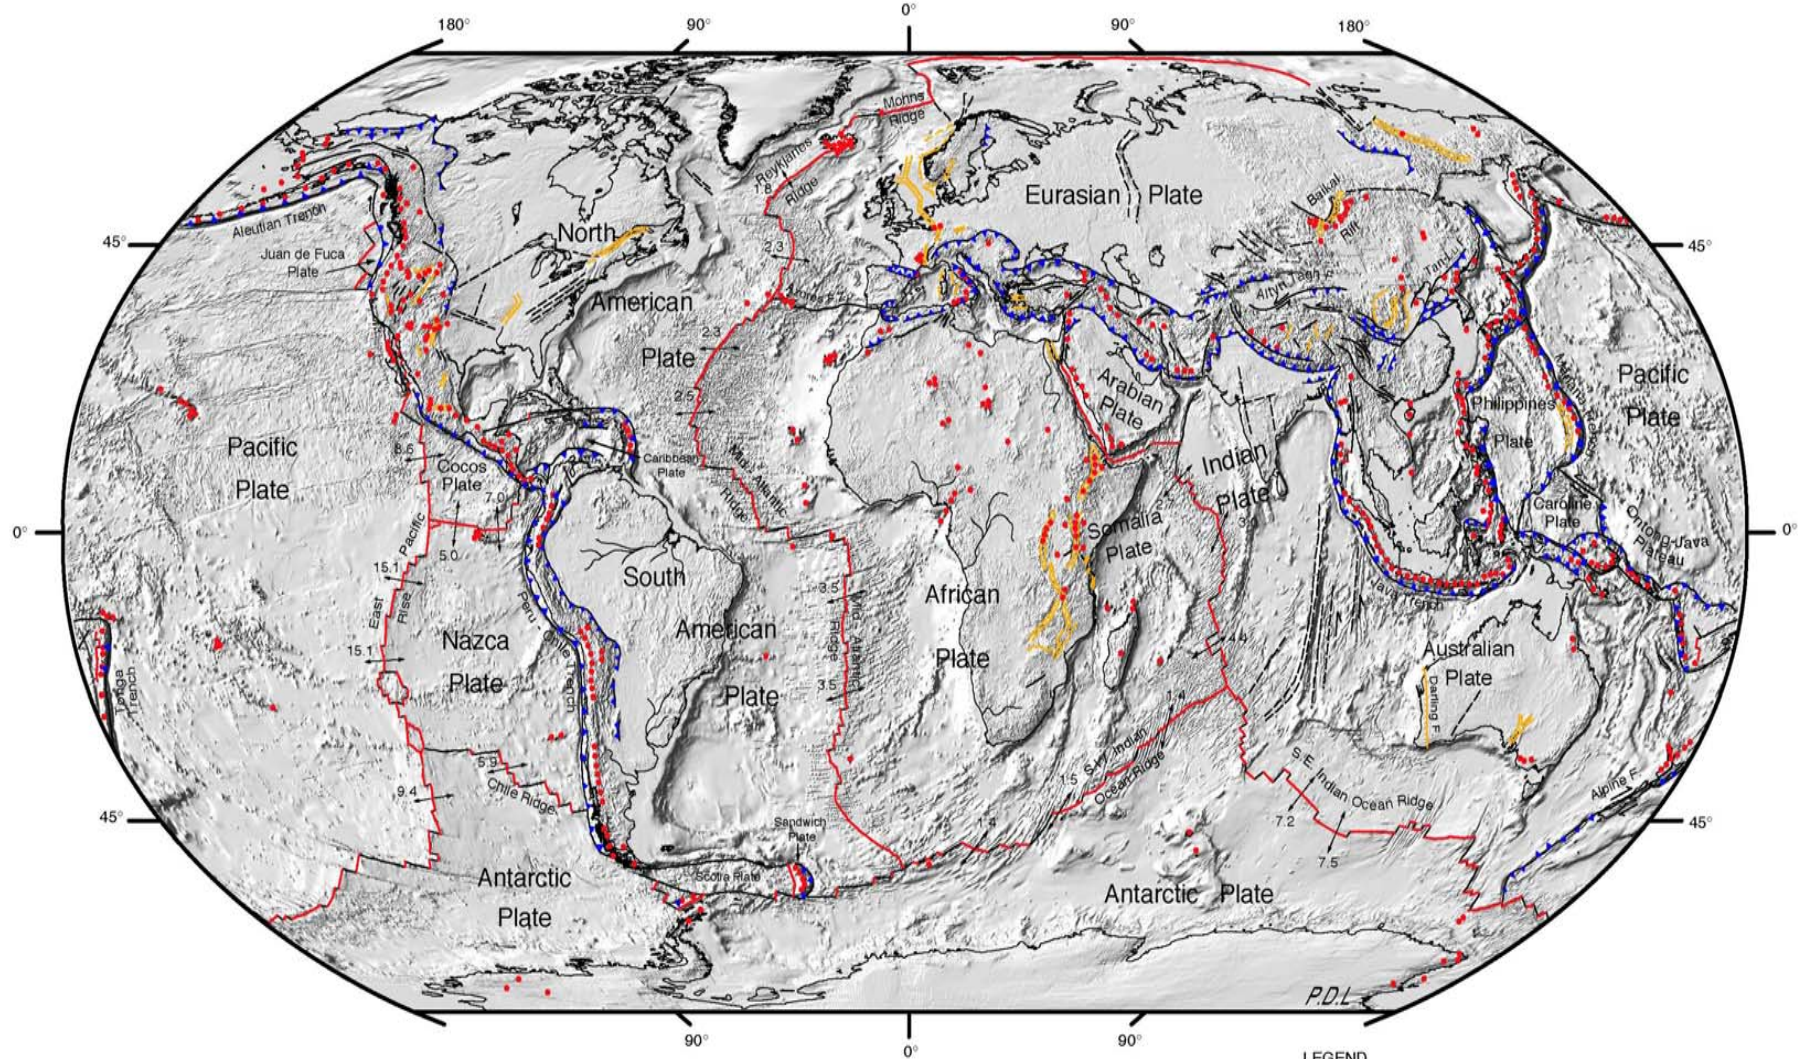 180°
90°
0°
90°
180°
Mohns
Ridge
Reykjanes
Ridge
1.8
Eurasian Plate
Baikal
Rift
Aleutian Trench
North
45°
45°
Juan de Fuca
Plate
2.3
Tan-L
Altyn Tagh
American
Azores F.
2.3
Plate
Arabian
Plate
Pacific
Plate
2.5
Philippines
Plate
Pacific
Plate
8.5
Cocos
Plate
7.0
Caribbean
Plate
Mid-Atlantic
Ridge
Indian
Plate
3.0
Caroline
Plate
Ontong-Java
Plateau
Somalia
Plate
0°
0°
5.0
15.1
East Pacific
Rise
South
3.5
African
Plate
Java Trench
Peru Chile Trench
Nazca
Plate
American
Plate
Mid Atlantic
Ridge
4.4
Australian
Plate
15.1
3.5
1.4
Tonga
Trench
Darling F.
5.9
Chile Ridge
9.4
1.5
S.W. Indian
Ocean Ridge
S.E. Indian Ocean Ridge
Alpine F.
45°
45°
Sandwich
Plate
1.4
7.2
7.5
Scotia Plate
Antarctic
Plate
Antarctic Plate
P.D.L
90°
0°
90°
LEGEND